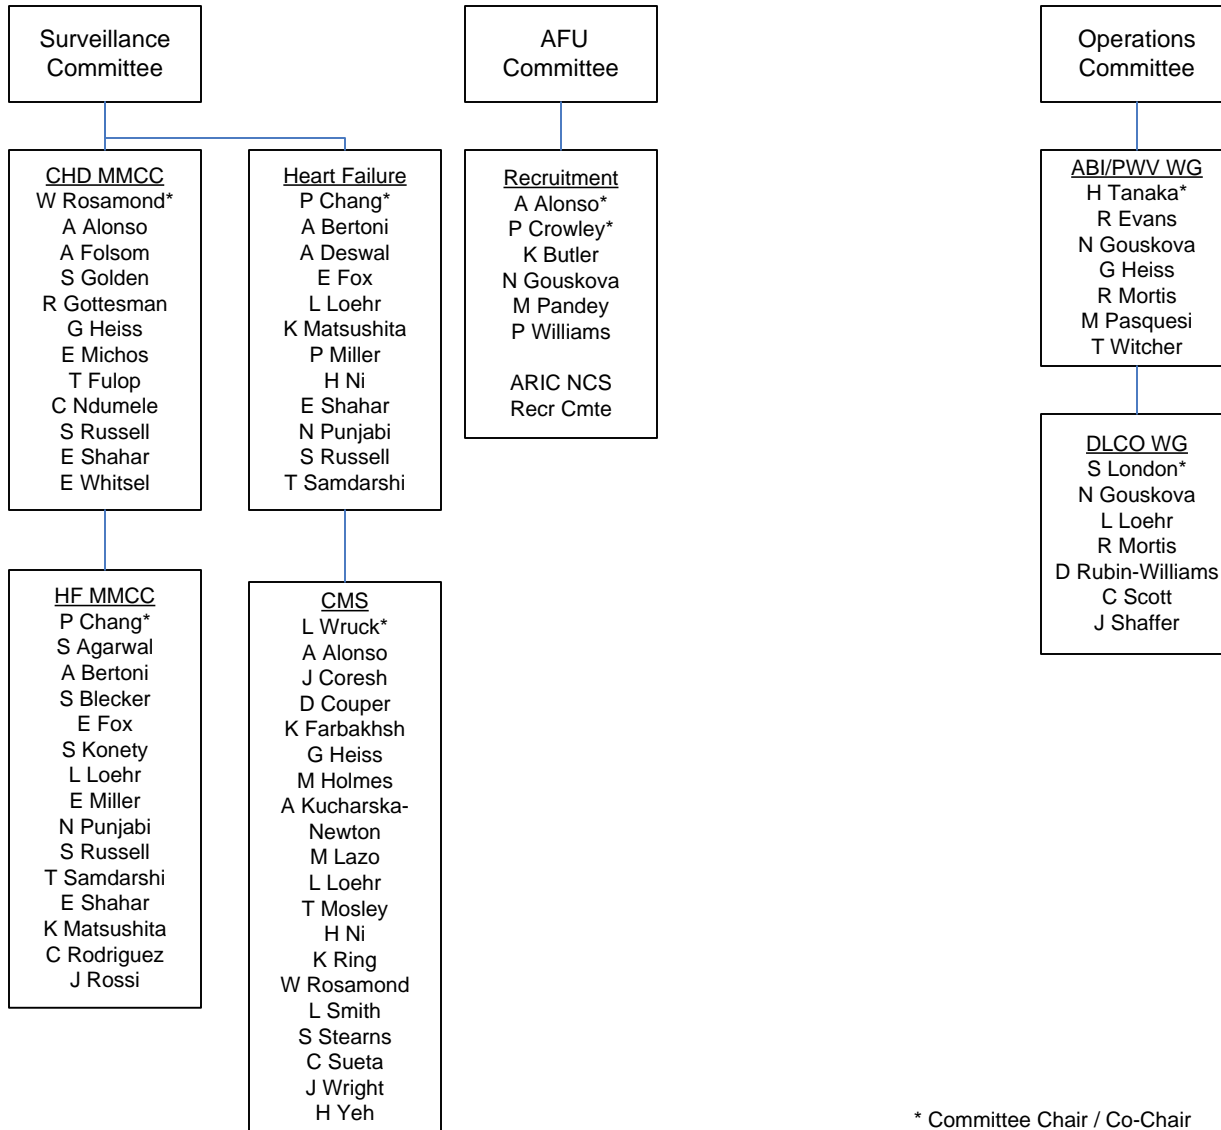 Surveillance
Committee
AFU
Committee
Operations
Committee
CHD MMCC
W Rosamond*
A Alonso
A Folsom
S Golden
R Gottesman
G Heiss
E Michos
T Fulop
C Ndumele
S Russell
E Shahar
E Whitsel
Heart Failure
P Chang*
A Bertoni
A Deswal
E Fox
L Loehr
K Matsushita
P Miller
H Ni
E Shahar
N Punjabi
S Russell
T Samdarshi
Recruitment
A Alonso*
P Crowley*
K Butler
N Gouskova
M Pandey
P Williams
ARIC NCS
Recr Cmte
ABI/PWV WG
H Tanaka*
R Evans
N Gouskova
G Heiss
R Mortis
M Pasquesi
T Witcher
HF MMCC
P Chang*
S Agarwal
A Bertoni
S Blecker
E Fox
S Konety
L Loehr
E Miller
N Punjabi
S Russell
T Samdarshi
E Shahar
K Matsushita
C Rodriguez
J Rossi
CMS
L Wruck*
A Alonso
J Coresh
D Couper
K Farbakhsh
G Heiss
M Holmes
A Kucharska-
Newton
M Lazo
L Loehr
T Mosley
H Ni
K Ring
W Rosamond
L Smith
S Stearns
C Sueta
J Wright
H Yeh
DLCO WG
S London*
N Gouskova
L Loehr
R Mortis
D Rubin-Williams
C Scott
J Shaffer
* Committee Chair / Co-Chair